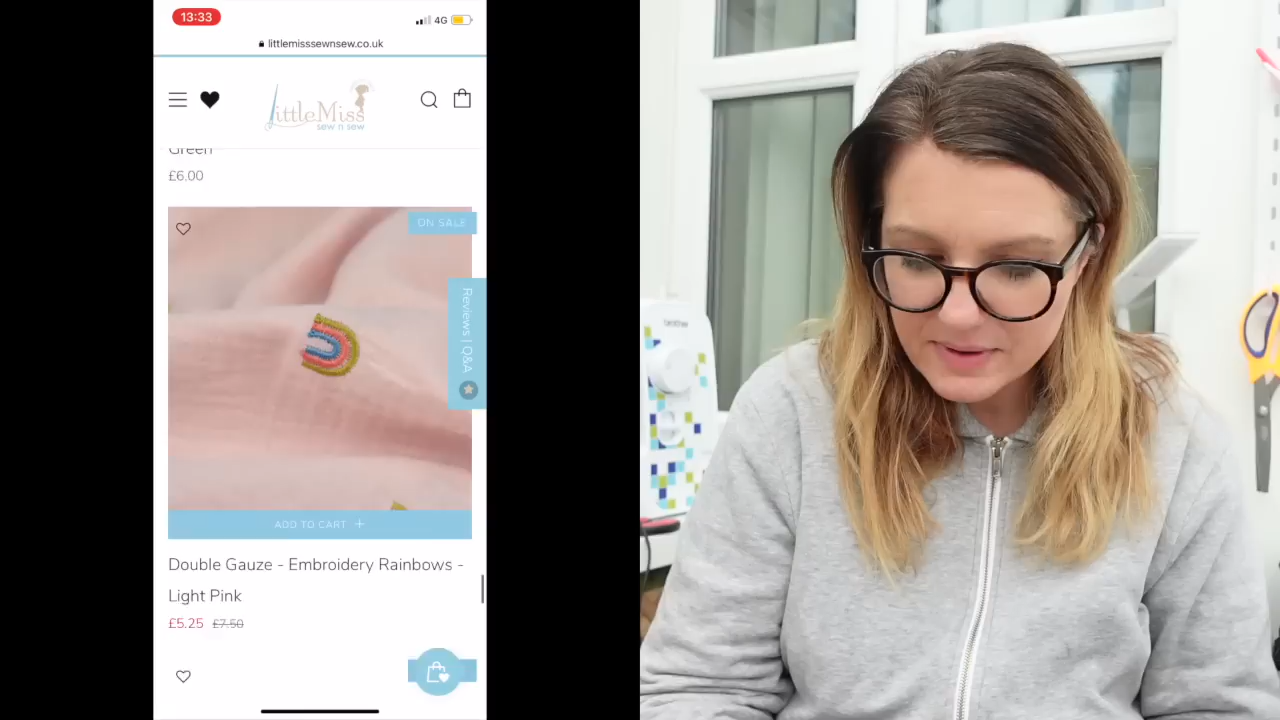 13:33
4G
littlemisssewnsew.co.uk
LittleMiss
sew n sew
Green
£6.00
ON SALE
Reviews | Q&A
ADD TO CART +
Double Gauze - Embroidery Rainbows -
Light Pink
£5.25 £7.50
brother